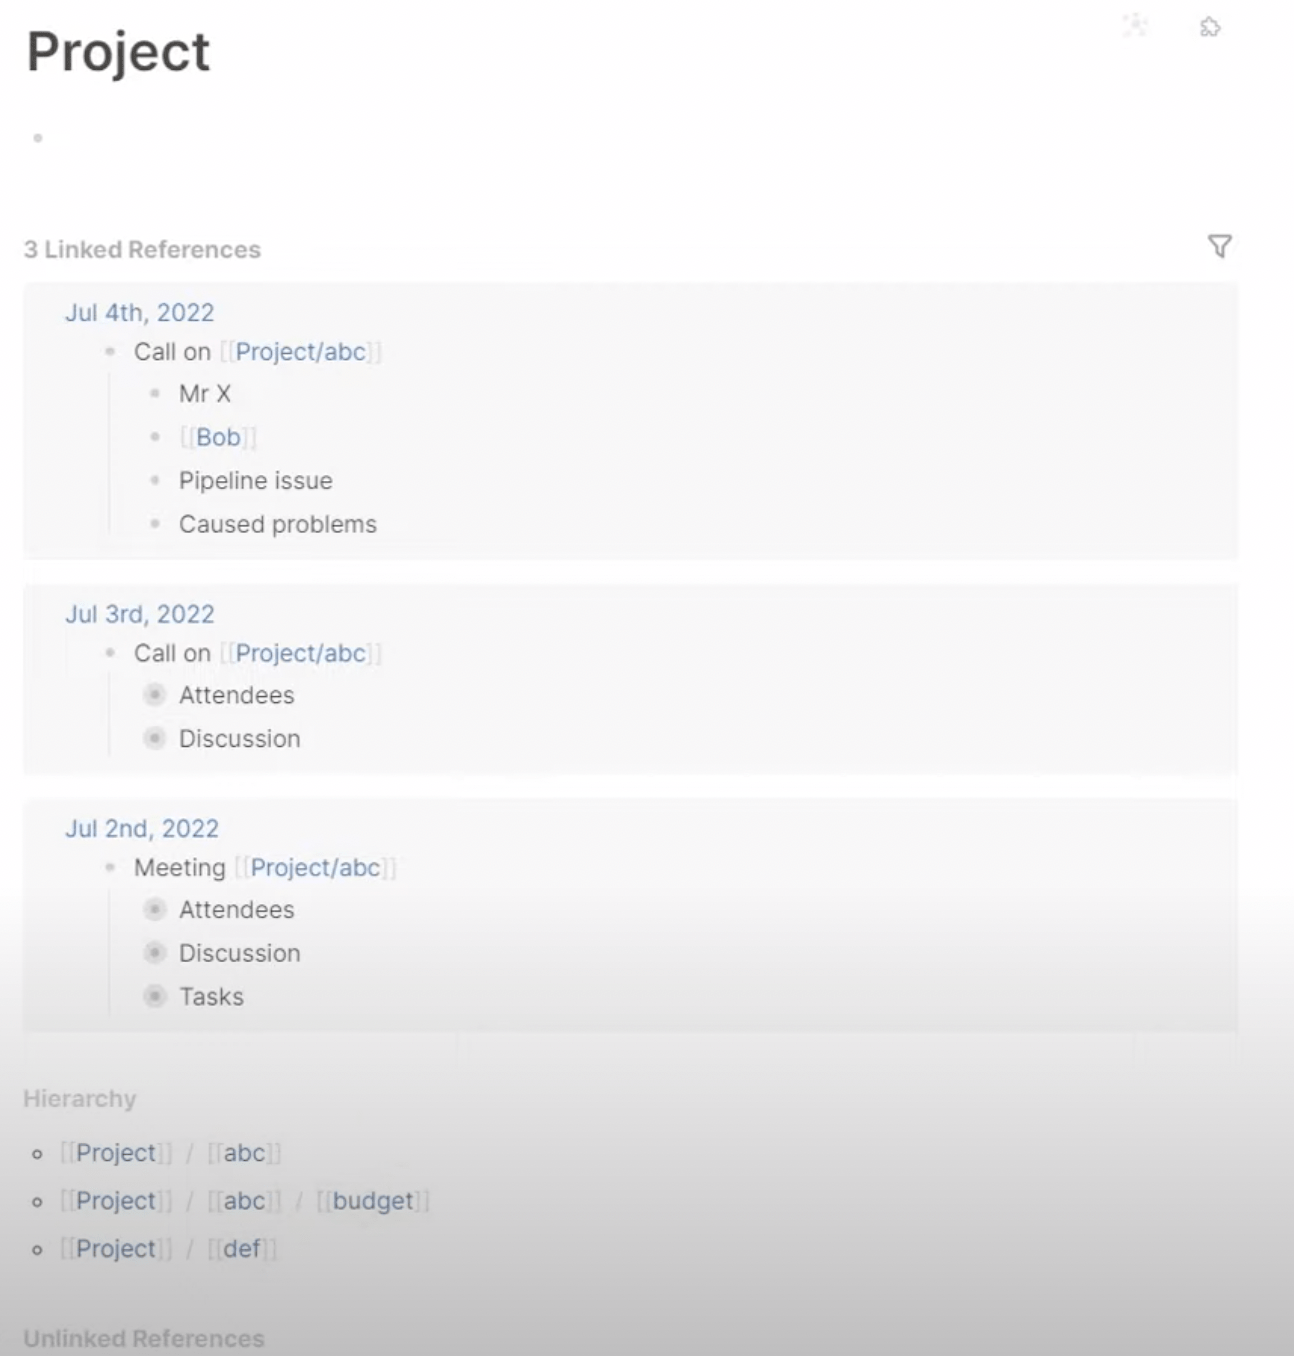 Project
3 Linked References
Jul 4th, 2022
Call on [[Project/abc]]
Mr X
[[Bob]]
Pipeline issue
Caused problems
Jul 3rd, 2022
Call on [[Project/abc]]
Attendees
Discussion
Jul 2nd, 2022
Meeting [[Project/abc]]
Attendees
Discussion
Tasks
Hierarchy
[[Project]] / [[abc]]
[[Project]] / [[abc]] / [[budget]]
[[Project]] / [[def]]
Unlinked References